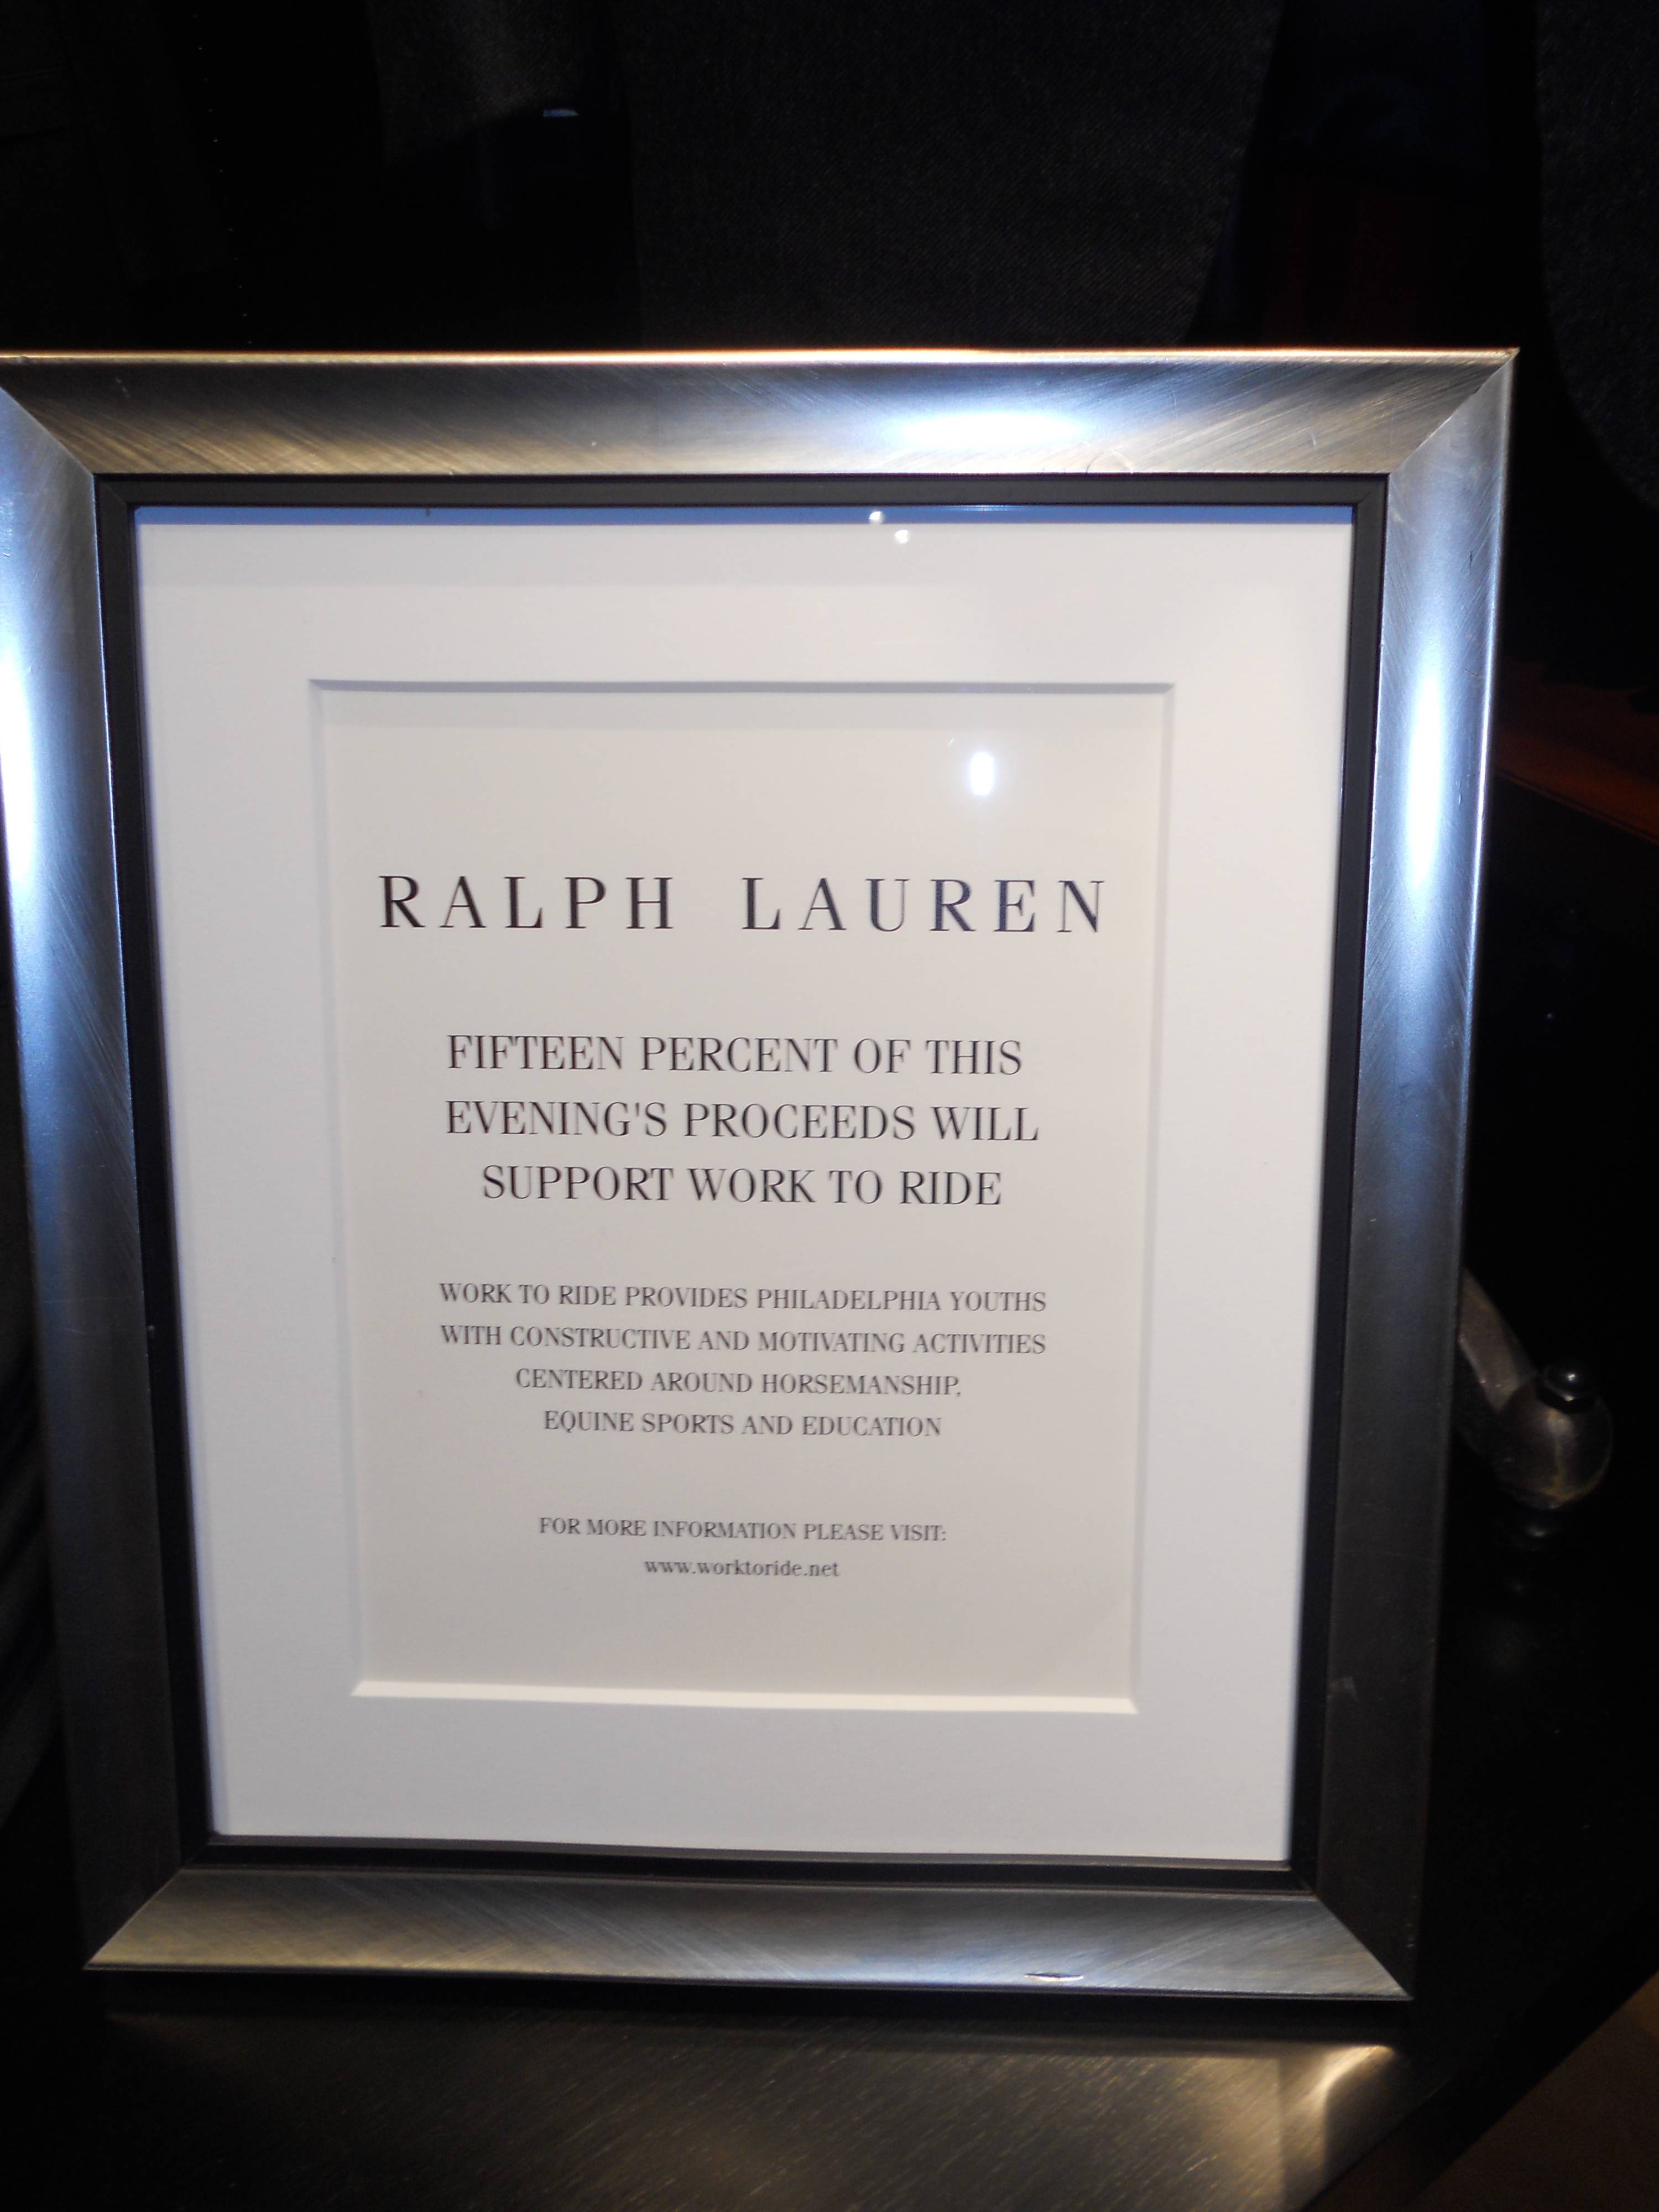 RALPH LAUREN
FIFTEEN PERCENT OF THIS
EVENING'S PROCEEDS WILL
SUPPORT WORK TO RIDE
WORK TO RIDE PROVIDES PHILADELPHIA YOUTHS
WITH CONSTRUCTIVE AND MOTIVATING ACTIVITIES
CENTERED AROUND HORSEMANSHIP,
EQUINE SPORTS AND EDUCATION
FOR MORE INFORMATION PLEASE VISIT:
www.worktoride.net